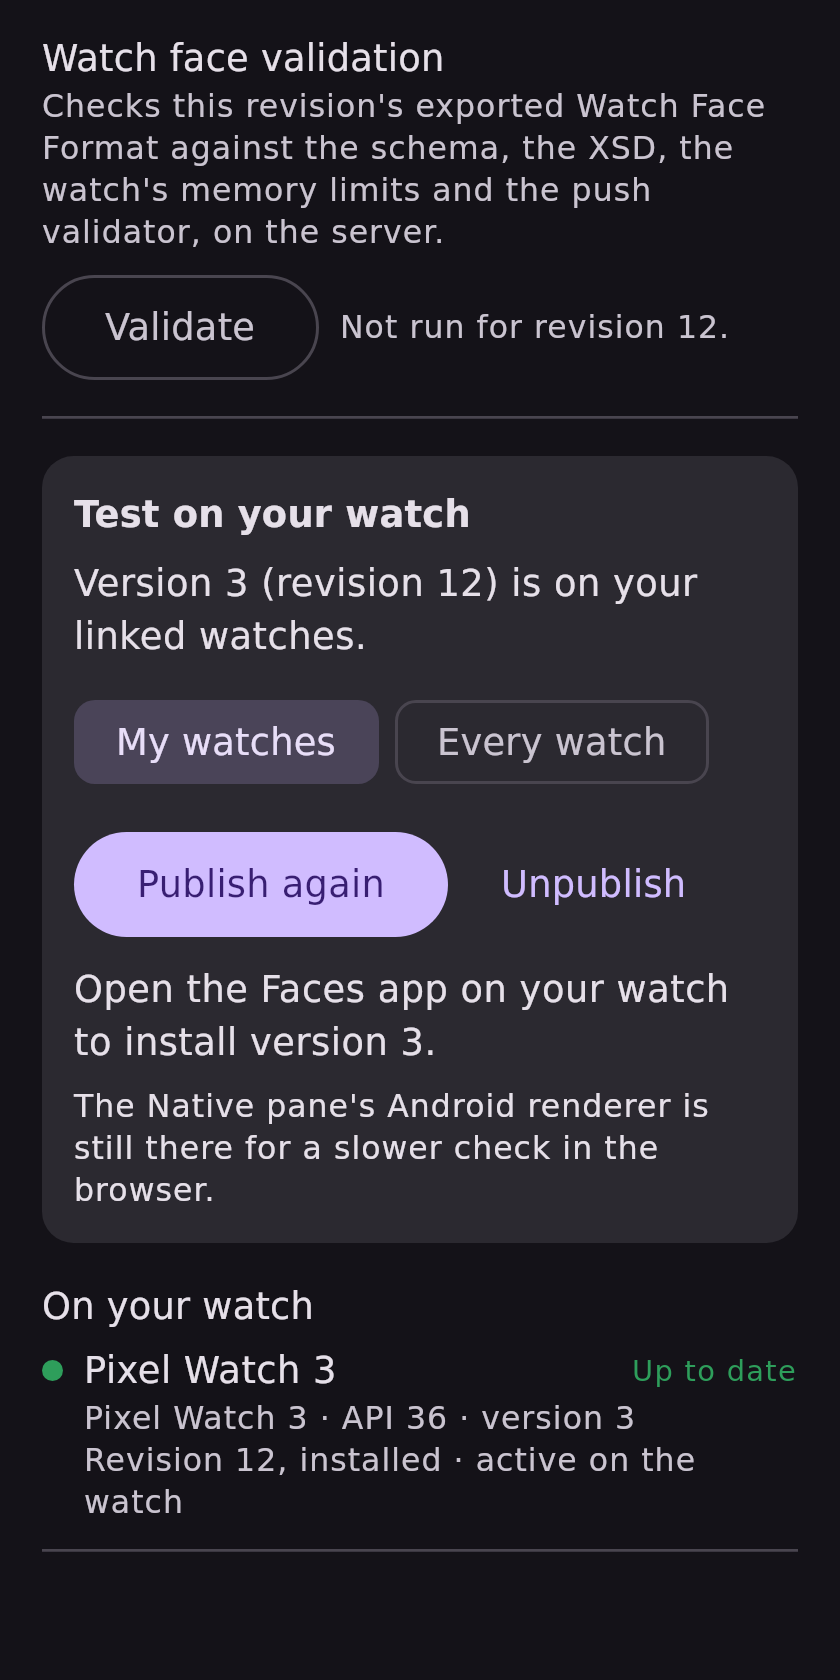 Watch face validation
Checks this revision's exported Watch Face
Format against the schema, the XSD, the
watch's memory limits and the push
validator, on the server.
Validate
Not run for revision 12.
Test on your watch
Version 3 (revision 12) is on your
linked watches.
My watches
Every watch
Publish again
Unpublish
Open the Faces app on your watch
to install version 3.
The Native pane's Android renderer is
still there for a slower check in the
browser.
On your watch
Pixel Watch 3
Up to date
Pixel Watch 3 · API 36 · version 3
Revision 12, installed · active on the
watch